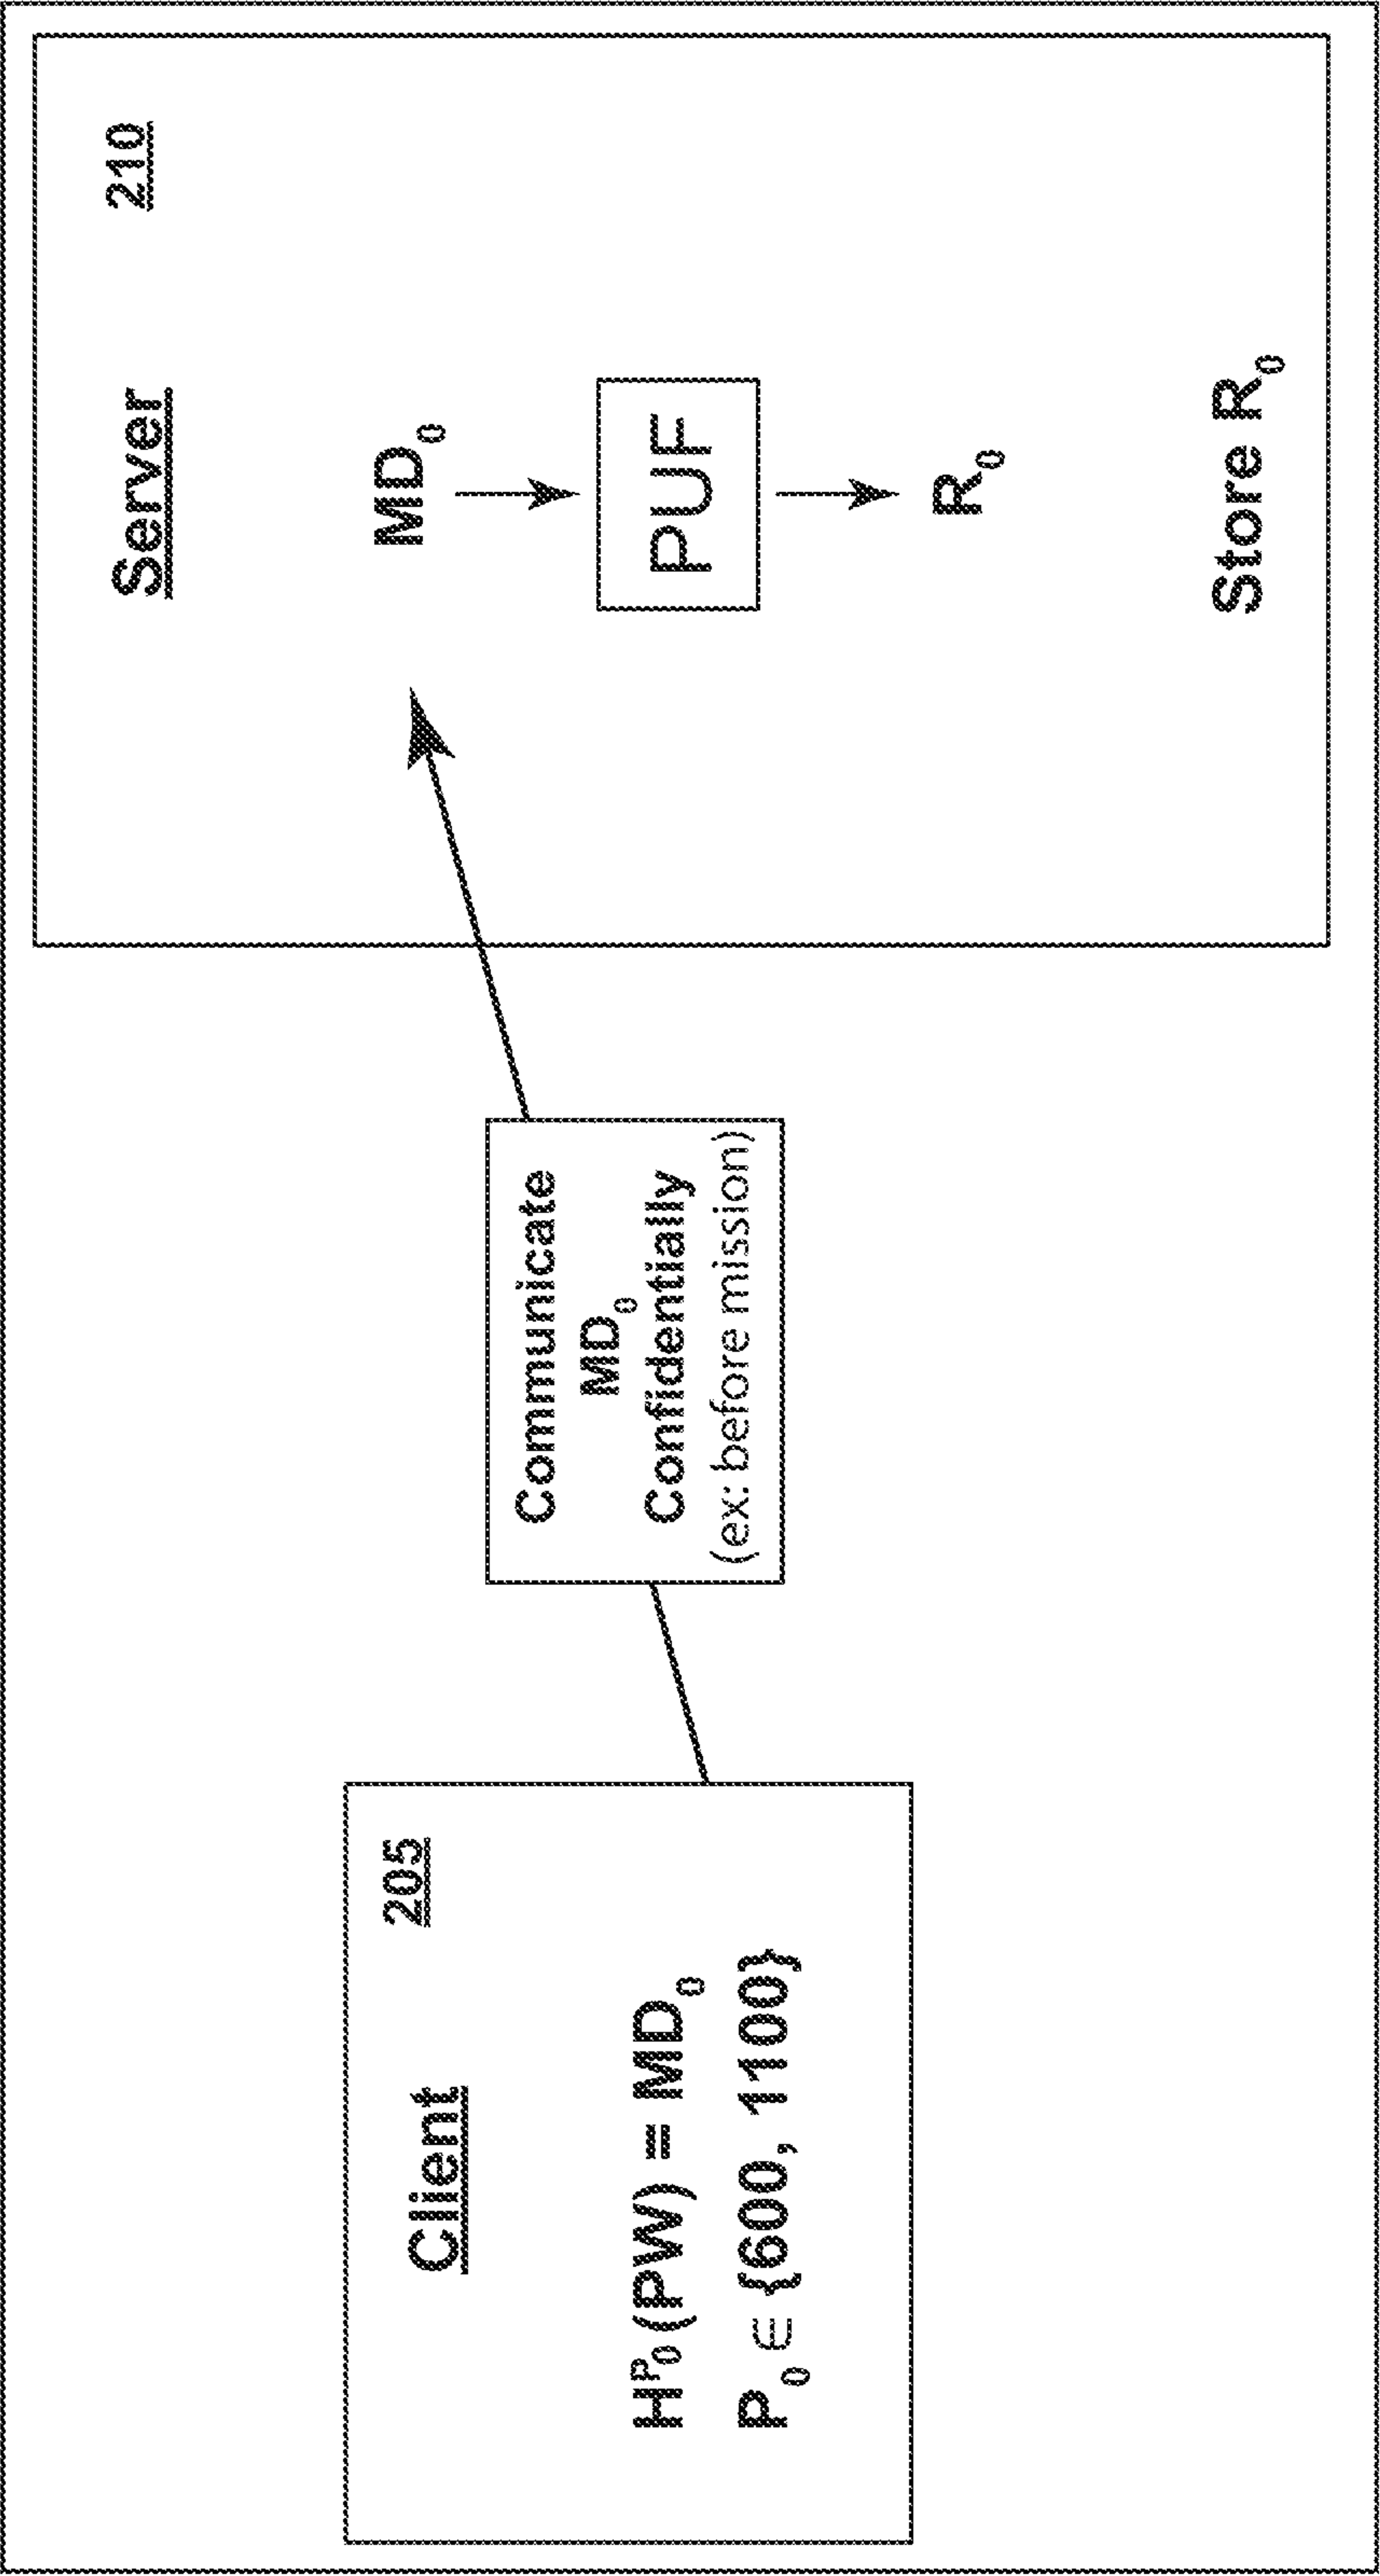 Client
205
H^P_0(PW) = MD_0
P_0 ∈ {600, 1100}
Communicate
MD_0
Confidentially
(ex: before mission)
Server
210
MD_0
PUF
R_0
Store R_0